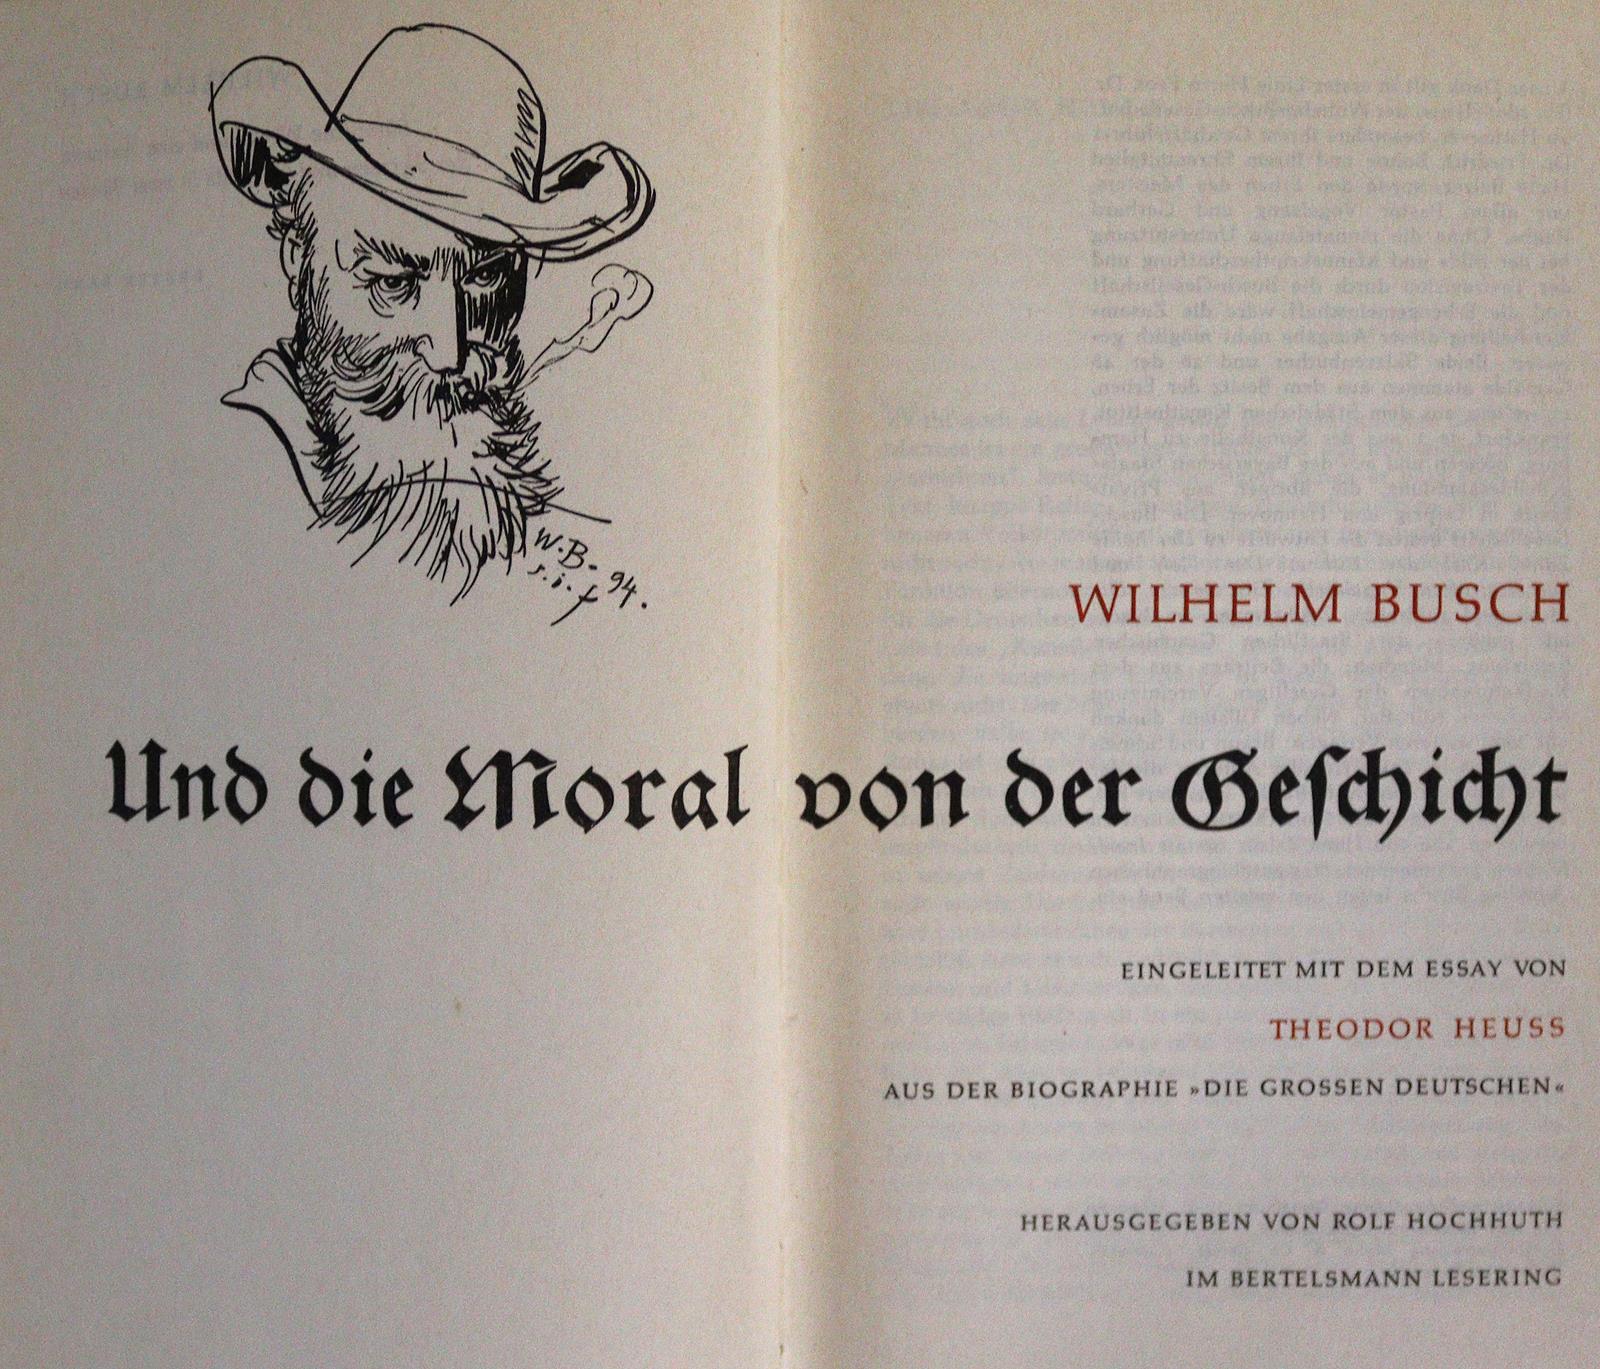 W.B. 94.
s.i.f
WILHELM BUSCH
Und die Moral von der Geſchicht
EINGELEITET MIT DEM ESSAY VON
THEODOR HEUSS
AUS DER BIOGRAPHIE »DIE GROSSEN DEUTSCHEN«
HERAUSGEGEBEN VON ROLF HOCHHUTH
IM BERTELSMANN LESERING